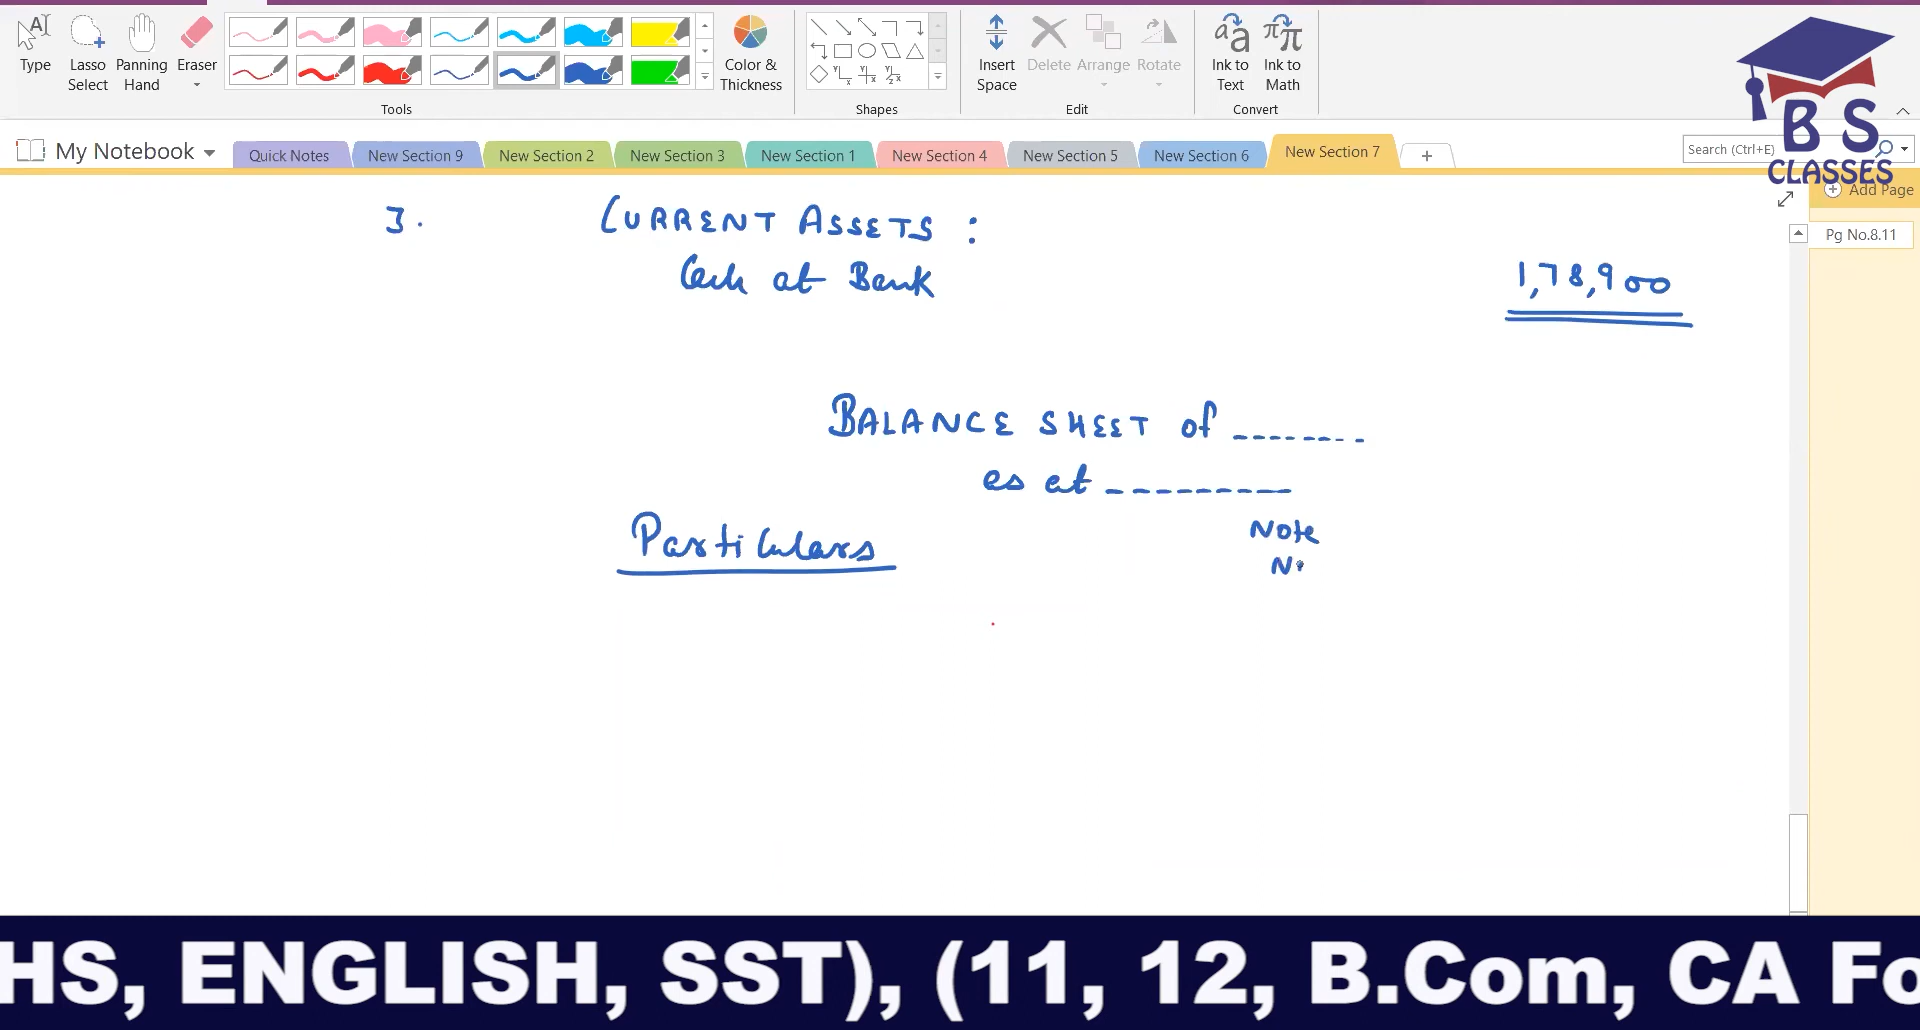 Type
Lasso Select
Panning Hand
Eraser
Color & Thickness
Insert Space
Delete
Arrange
Rotate
Ink to Text
Ink to Math
Tools
Shapes
Edit
Convert
B S
CLASSES
My Notebook
Quick Notes
New Section 9
New Section 2
New Section 3
New Section 1
New Section 4
New Section 5
New Section 6
New Section 7
Search (Ctrl+E)
Add Page
Pg No.8.11
3. CURRENT ASSETS :
Cash at Bank
1,78,900
BALANCE SHEET of --------
as at ---------
Particulars
Note
N
HS, ENGLISH, SST), (11, 12, B.Com, CA Fo